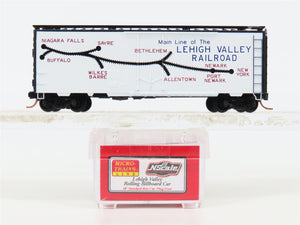 Main Line of The
LEHIGH VALLEY
RAILROAD
NIAGARA FALLS
SAYRE
BUFFALO
WILKES
BARRE
BETHLEHEM
ALLENTOWN
NEWARK
PORT
NEWARK
NEW
YORK
MICRO-
TRAINS
LINE
NScale
Lehigh Valley
Rolling Billboard Car